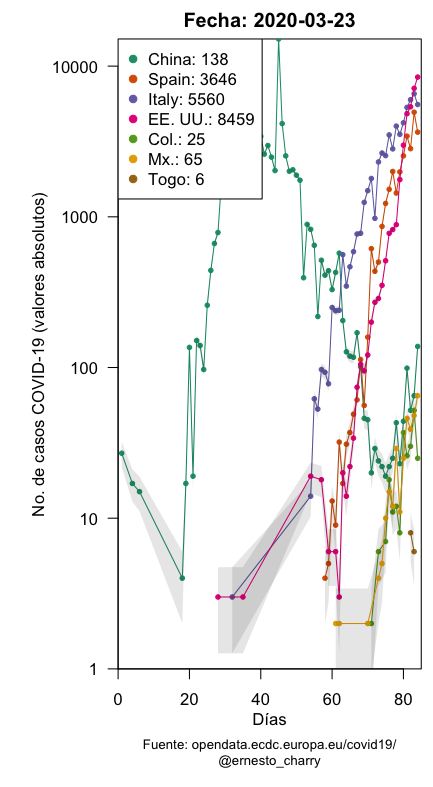 Fecha: 2020-03-23
China: 138
Spain: 3646
Italy: 5560
EE. UU.: 8459
Col.: 25
Mx.: 65
Togo: 6
No. de casos COVID-19 (valores absolutos)
10000
1000
100
10
1
0 20 40 60 80
Días
Fuente: opendata.ecdc.europa.eu/covid19/
@ernesto_charry